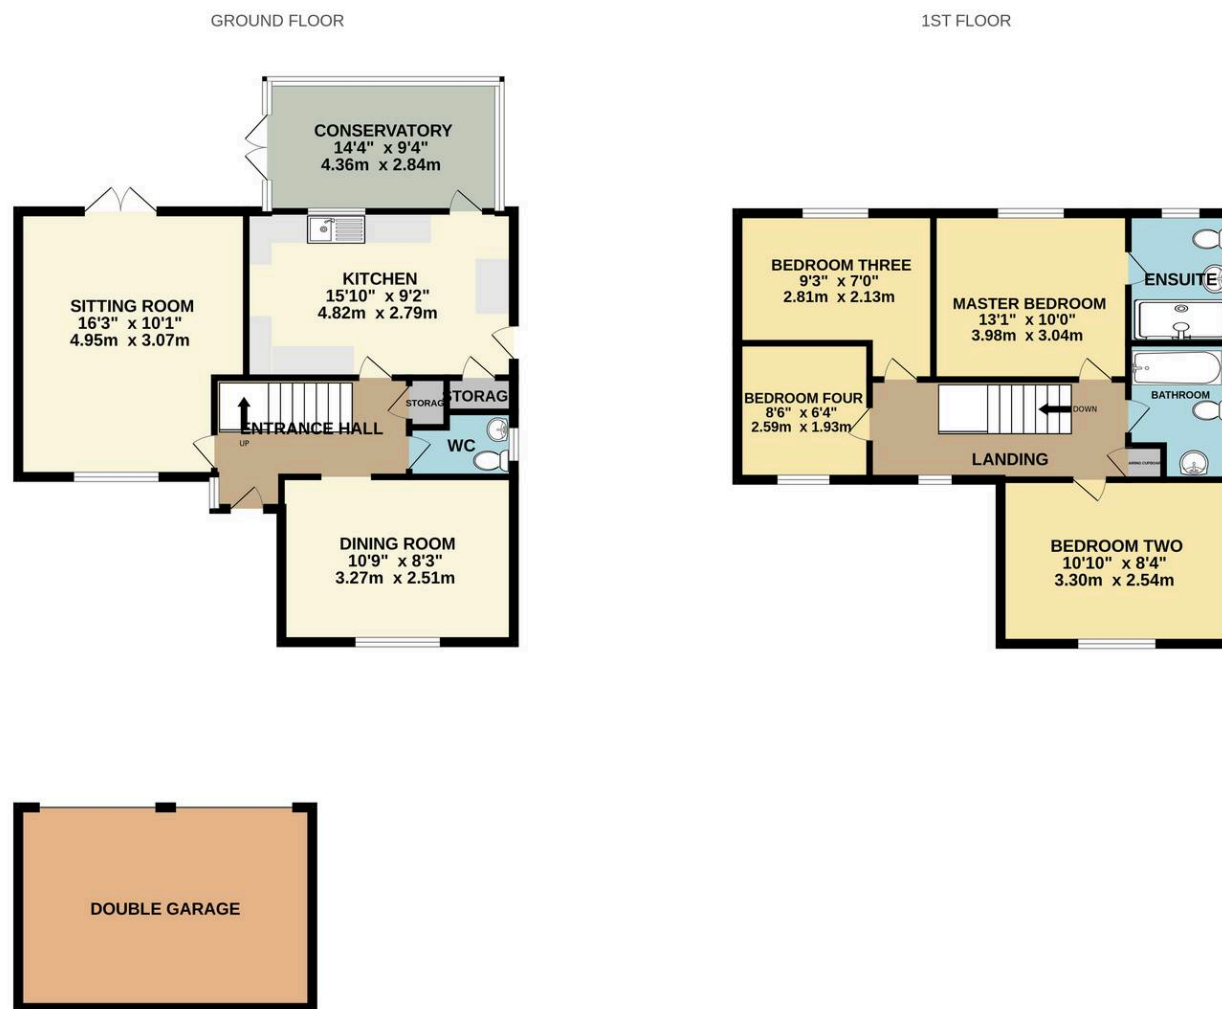 GROUND FLOOR
1ST FLOOR
CONSERVATORY
14'4" x 9'4"
4.36m x 2.84m
SITTING ROOM
16'3" x 10'1"
4.95m x 3.07m
KITCHEN
15'10" x 9'2"
4.82m x 2.79m
STORAG
STORAG
ENTRANCE HALL
UP
WC
DINING ROOM
10'9" x 8'3"
3.27m x 2.51m
DOUBLE GARAGE
BEDROOM THREE
9'3" x 7'0"
2.81m x 2.13m
MASTER BEDROOM
13'1" x 10'0"
3.98m x 3.04m
ENSUITE
BEDROOM FOUR
8'6" x 6'4"
2.59m x 1.93m
DOWN
BATHROOM
LANDING
BEDROOM TWO
10'10" x 8'4"
3.30m x 2.54m